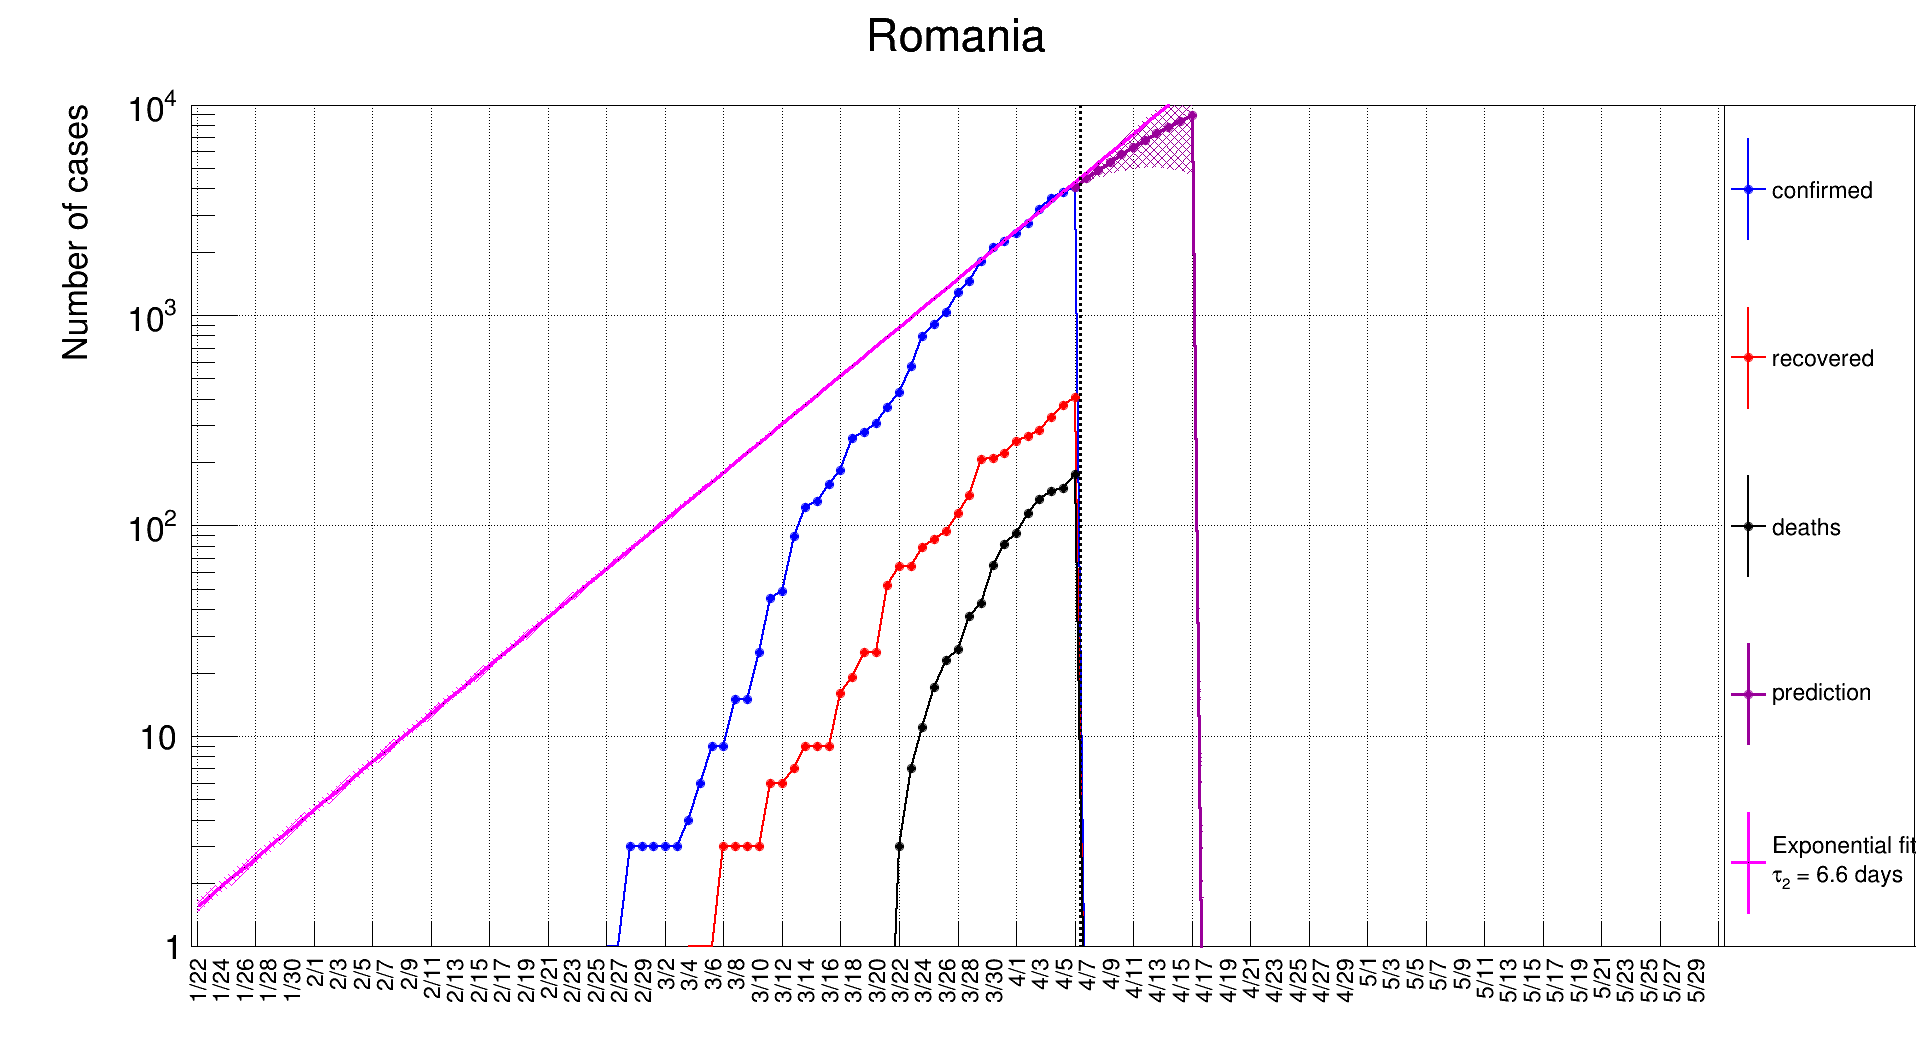 Romania
Number of cases
10⁴
10³
10²
10
1
1/22 1/24 1/26 1/28 1/30 2/1 2/3 2/5 2/7 2/9 2/11 2/13 2/15 2/17 2/19 2/21 2/23 2/25 2/27 2/29 3/2 3/4 3/6 3/8 3/10 3/12 3/14 3/16 3/18 3/20 3/22 3/24 3/26 3/28 3/30 4/1 4/3 4/5 4/7 4/9 4/11 4/13 4/15 4/17 4/19 4/21 4/23 4/25 4/27 4/29 5/1 5/3 5/5 5/7 5/9 5/11 5/13 5/15 5/17 5/19 5/21 5/23 5/25 5/27 5/29
confirmed
recovered
deaths
prediction
Exponential fit
τ₂ = 6.6 days